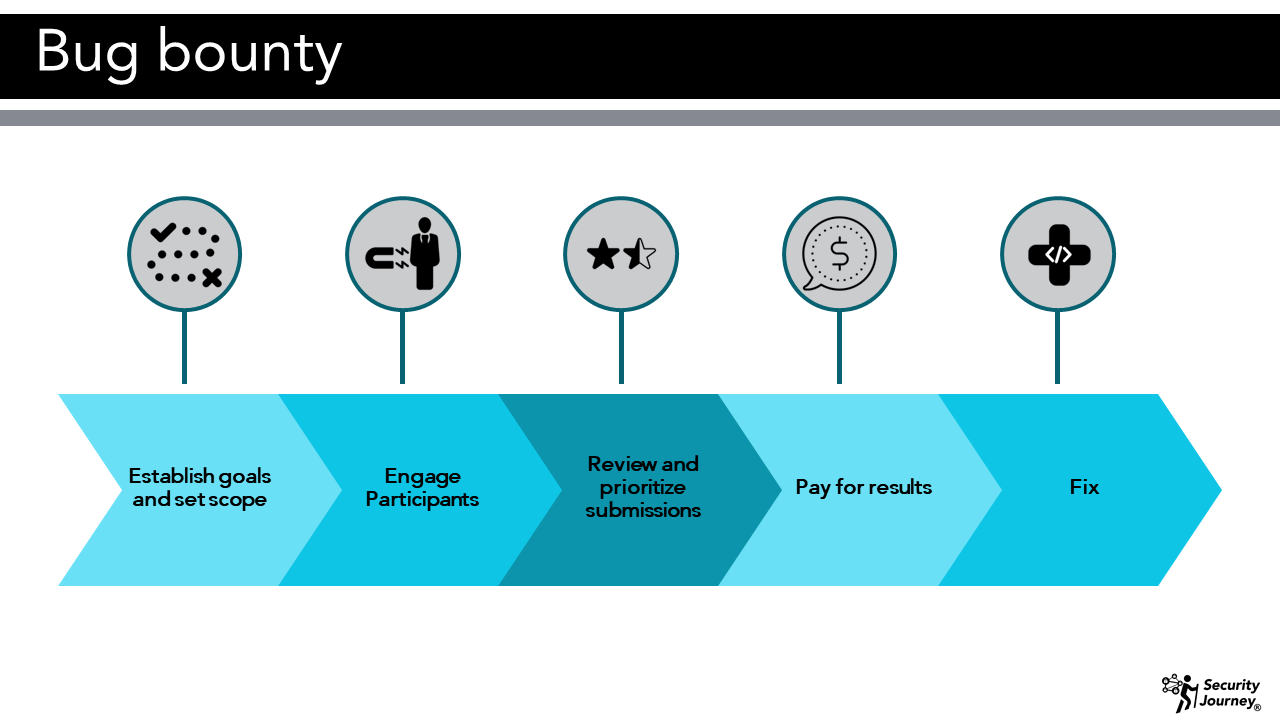 Bug bounty
Establish goals
and set scope
Engage
Participants
Review and
prioritize
submissions
Pay for results
Fix
$
</>
Security
Journey®